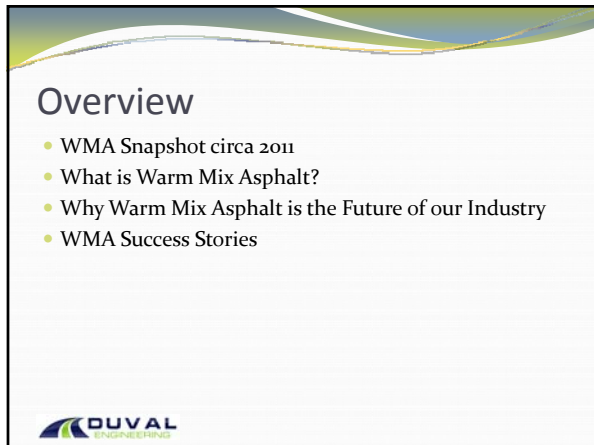 Overview
WMA Snapshot circa 2011
What is Warm Mix Asphalt?
Why Warm Mix Asphalt is the Future of our Industry
WMA Success Stories
DUVAL
ENGINEERING